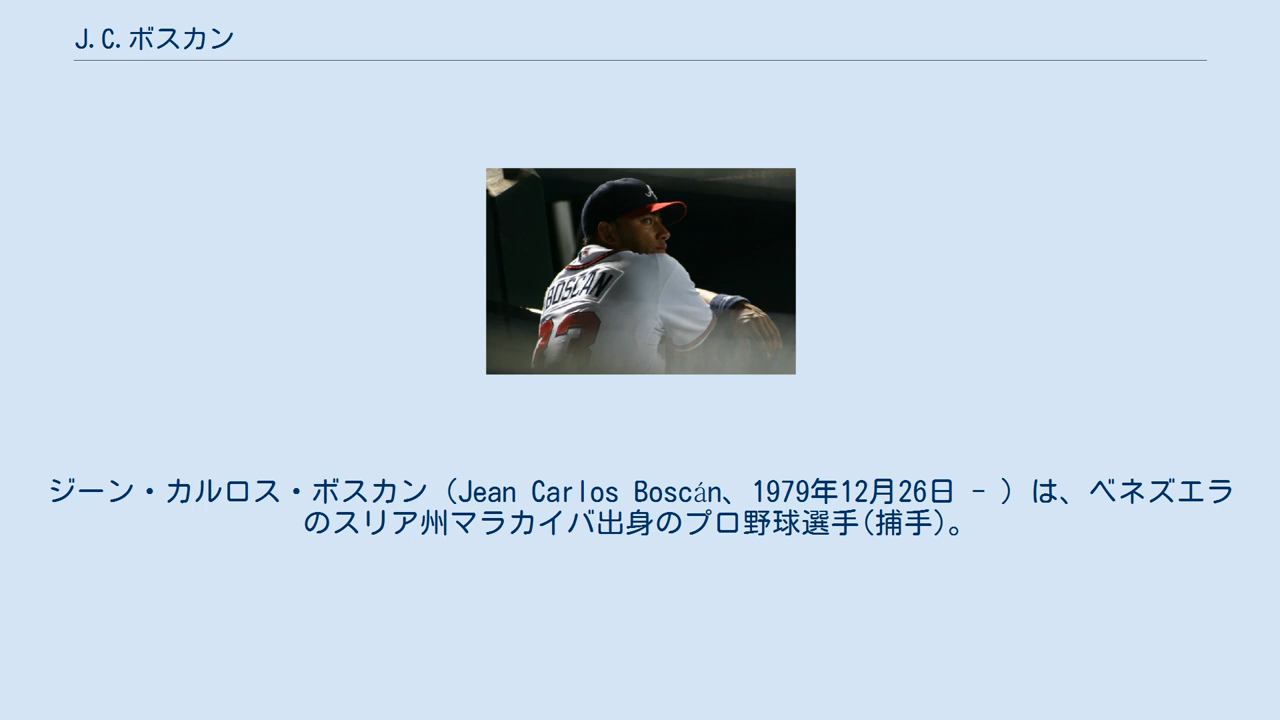 J.C.ボスカン
BOSCAN
ジーン・カルロス・ボスカン（Jean Carlos Boscán、1979年12月26日 - ）は、ベネズエラ
のスリア州マラカイバ出身のプロ野球選手(捕手)。